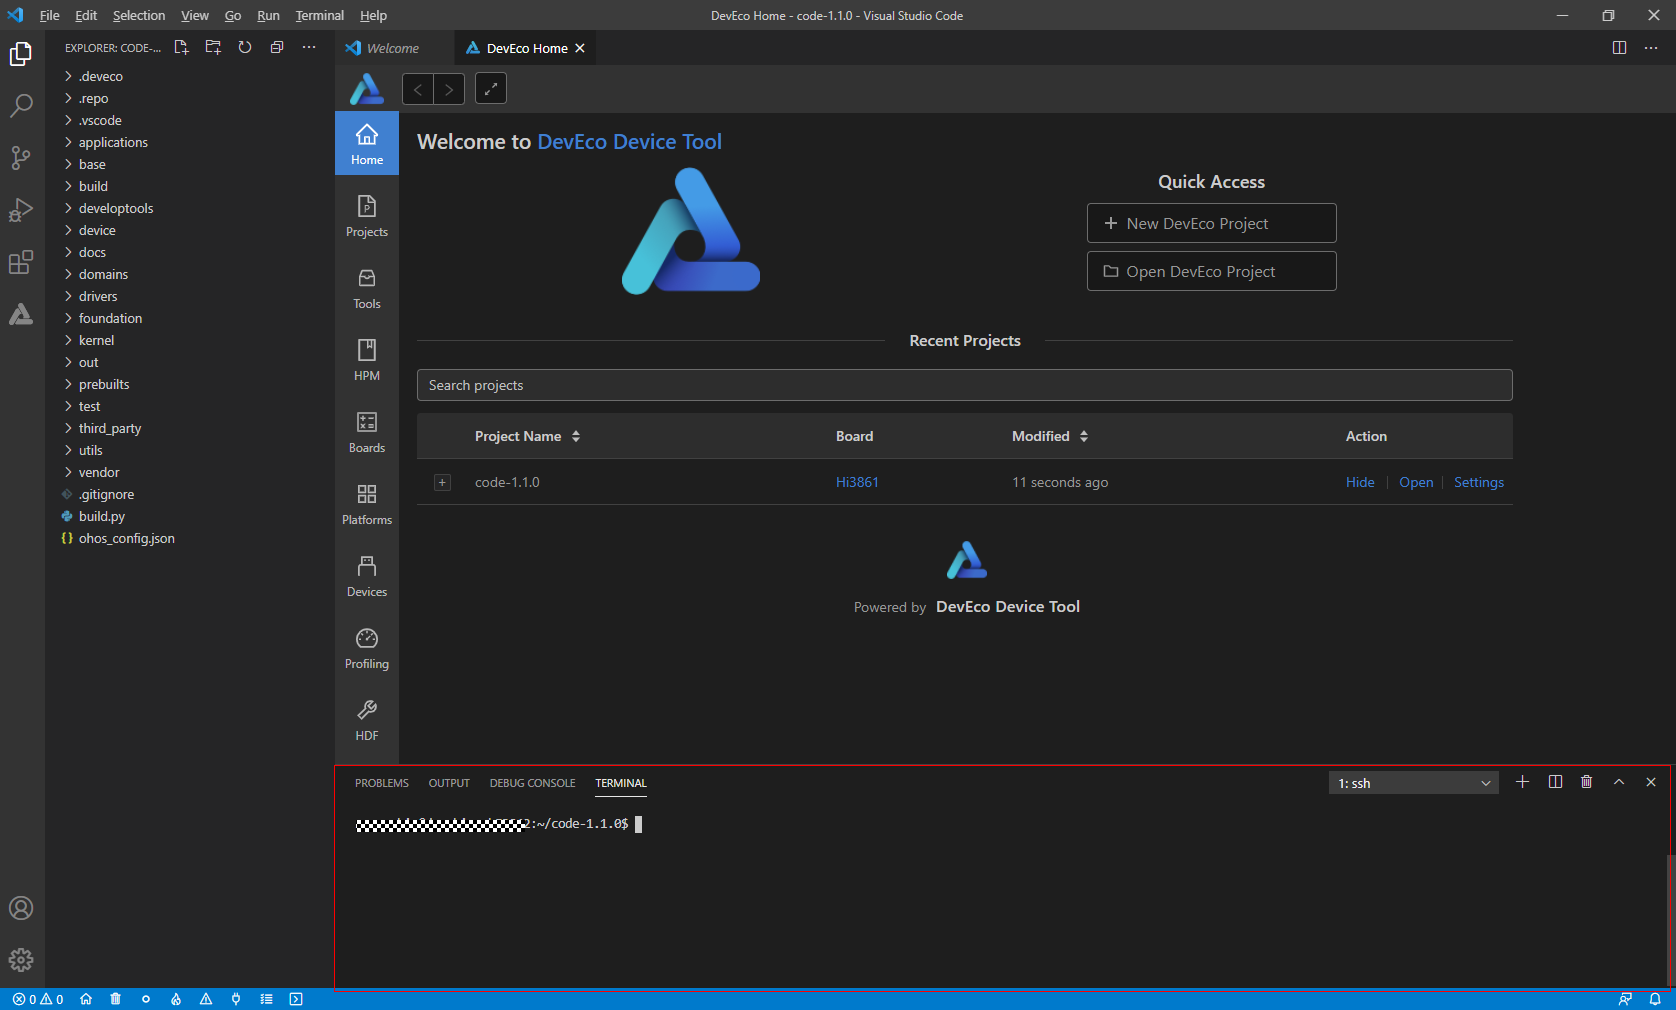 File Edit Selection View Go Run Terminal Help
DevEco Home - code-1.1.0 - Visual Studio Code
EXPLORER: CODE-...
.deveco
.repo
.vscode
applications
base
build
developtools
device
docs
domains
drivers
foundation
kernel
out
prebuilts
test
third_party
utils
vendor
.gitignore
build.py
{} ohos_config.json
Welcome
DevEco Home
Home
Projects
Tools
HPM
Boards
Platforms
Devices
Profiling
HDF
Welcome to DevEco Device Tool
Quick Access
New DevEco Project
Open DevEco Project
Recent Projects
Search projects
Project Name Board Modified Action
code-1.1.0 Hi3861 11 seconds ago Hide Open Settings
Powered by DevEco Device Tool
PROBLEMS OUTPUT DEBUG CONSOLE TERMINAL
1: ssh
2:~/code-1.1.0$
0 0